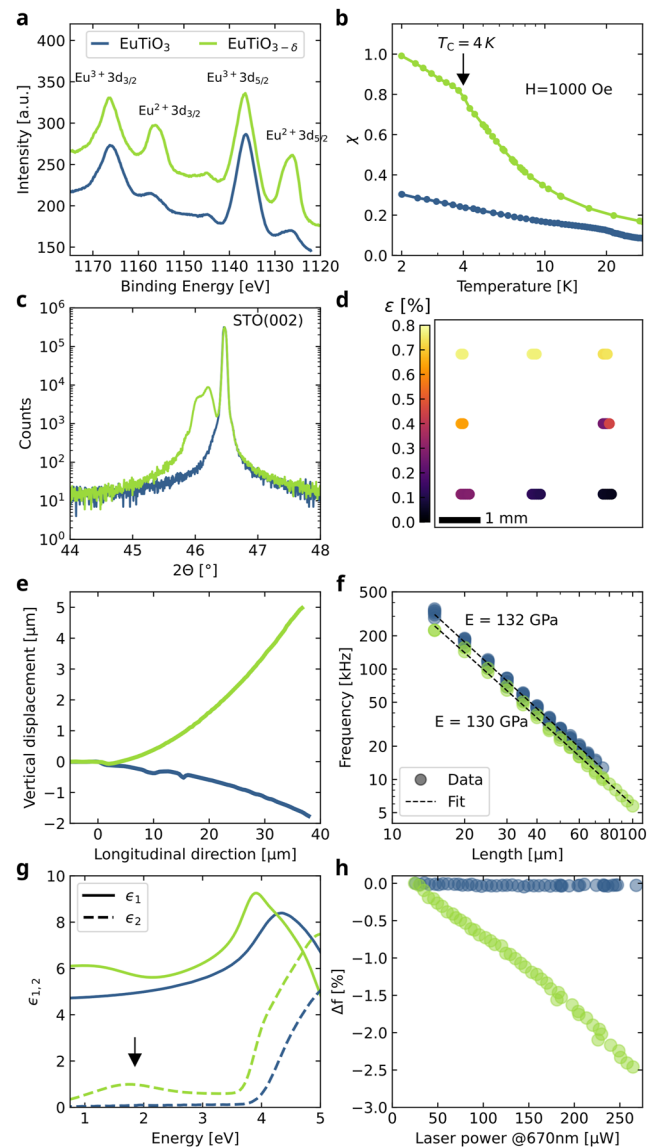 a
EuTiO3 EuTiO3−δ
Eu3+3d3/2
Eu2+3d3/2
Eu3+3d5/2
Eu2+3d5/2
Intensity [a.u.]
400
350
300
250
200
150
1170 1160 1150 1140 1130 1120
Binding Energy [eV]
b
TC = 4 K
H=1000 Oe
χ
1.0
0.8
0.6
0.4
0.2
0.0
2 4 10 20
Temperature [K]
c
STO(002)
Counts
10^6
10^5
10^4
10^3
10^2
10^1
10^0
44 45 46 47 48
2Θ [°]
d
ε [%]
0.8
0.7
0.6
0.5
0.4
0.3
0.2
0.1
0.0
1 mm
e
Vertical displacement [µm]
5
4
3
2
1
0
−1
−2
0 10 20 30 40
Longitudinal direction [µm]
f
E = 132 GPa
E = 130 GPa
Data
Fit
Frequency [kHz]
500
200
100
50
20
10
5
10 20 30 40 60 80 100
Length [µm]
g
ϵ1
ϵ2
ϵ1,2
10
8
6
4
2
0
1 2 3 4 5
Energy [eV]
h
Δf [%]
0.0
−0.5
−1.0
−1.5
−2.0
−2.5
−3.0
0 50 100 150 200 250
Laser power @670nm [µW]